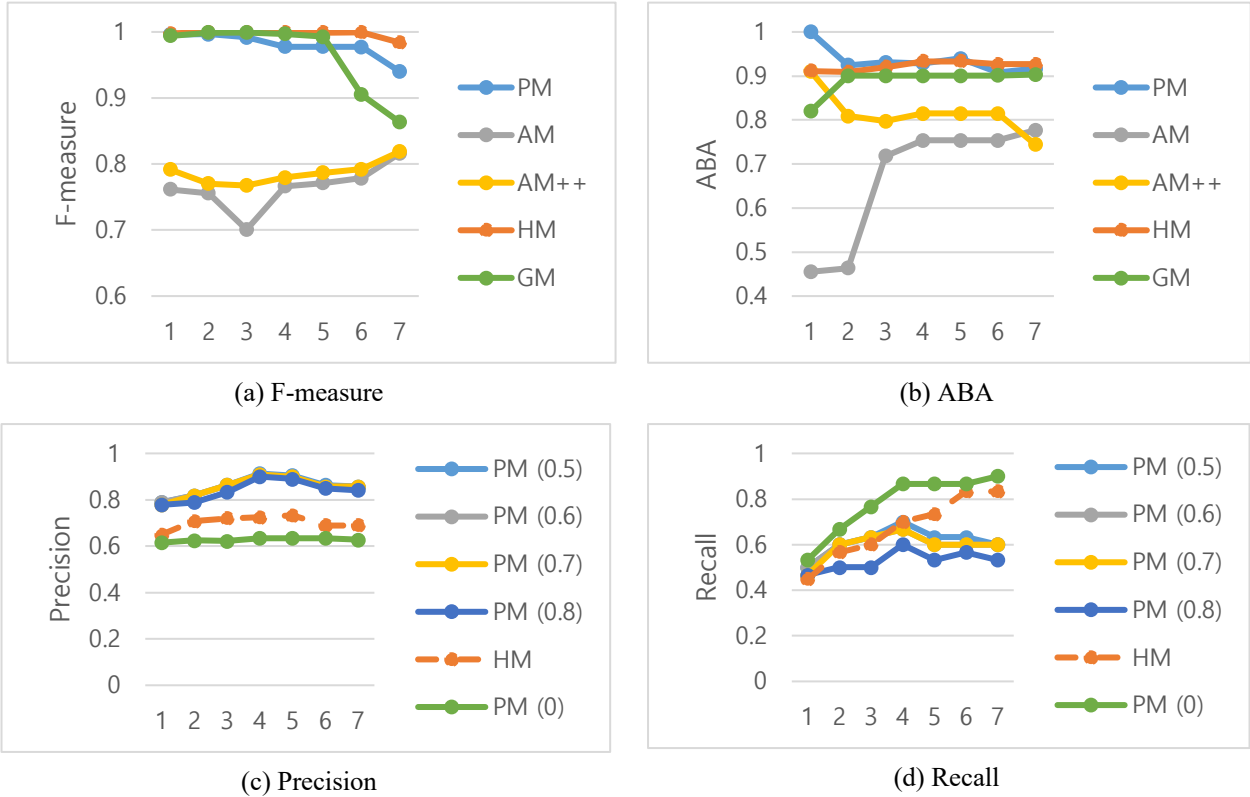 F-measure
1
0.9
0.8
0.7
0.6
1 2 3 4 5 6 7
PM
AM
AM++
HM
GM
(a) F-measure
ABA
1
0.9
0.8
0.7
0.6
0.5
0.4
1 2 3 4 5 6 7
PM
AM
AM++
HM
GM
(b) ABA
Precision
1
0.8
0.6
0.4
0.2
0
1 2 3 4 5 6 7
PM (0.5)
PM (0.6)
PM (0.7)
PM (0.8)
HM
PM (0)
(c) Precision
Recall
1
0.8
0.6
0.4
0.2
0
1 2 3 4 5 6 7
PM (0.5)
PM (0.6)
PM (0.7)
PM (0.8)
HM
PM (0)
(d) Recall